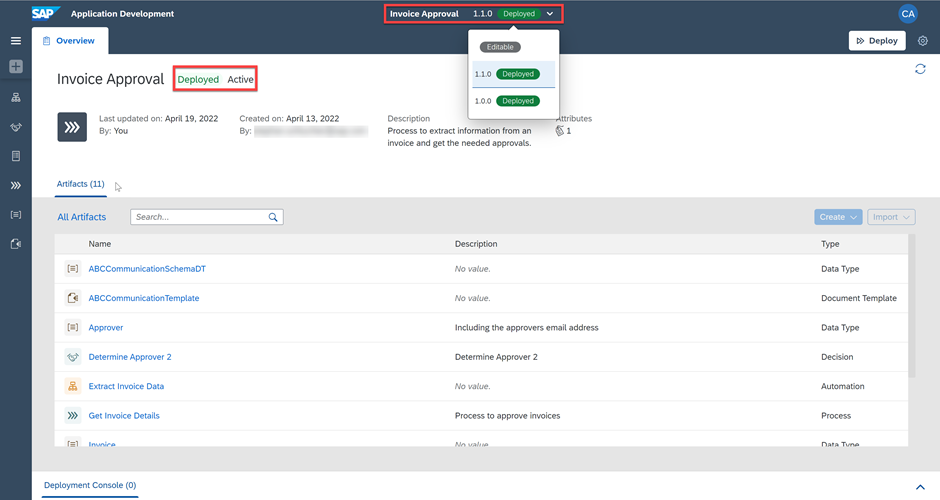 SAP Application Development
Invoice Approval 1.1.0 Deployed
CA
Overview
Editable
1.1.0 Deployed
1.0.0 Deployed
Deploy
Invoice Approval Deployed Active
Last updated on: April 19, 2022
By: You
Created on: April 13, 2022
By:
Description
Process to extract information from an
invoice and get the needed approvals.
Attributes
1
Artifacts (11)
All Artifacts
Search...
Create
Import
Name Description Type
ABCCommunicationSchemaDT No value. Data Type
ABCCommunicationTemplate No value. Document Template
Approver Including the approvers email address Data Type
Determine Approver 2 Determine Approver 2 Decision
Extract Invoice Data No value. Automation
Get Invoice Details Process to approve invoices Process
Invoice No value. Data Type
Deployment Console (0)